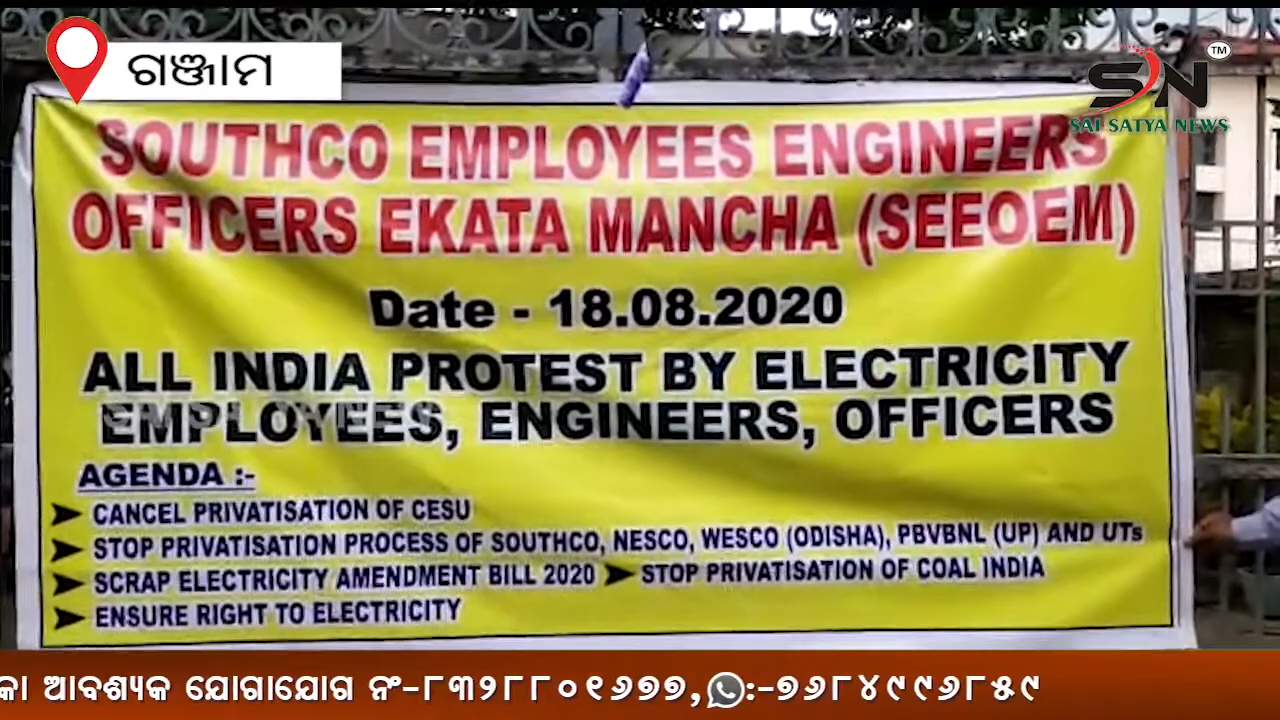 ଗଞ୍ଜାମ
SN™
SAI SATYA NEWS
SOUTHCO EMPLOYEES ENGINEERS
OFFICERS EKATA MANCHA (SEEOEM)
Date - 18.08.2020
ALL INDIA PROTEST BY ELECTRICITY
EMPLOYEES, ENGINEERS, OFFICERS
AGENDA :-
➤ CANCEL PRIVATISATION OF CESU
➤ STOP PRIVATISATION PROCESS OF SOUTHCO, NESCO, WESCO (ODISHA), PBVBNL (UP) AND UTs
➤ SCRAP ELECTRICITY AMENDMENT BILL 2020 ➤ STOP PRIVATISATION OF COAL INDIA
➤ ENSURE RIGHT TO ELECTRICITY
ଆବଶ୍ୟକ ଯୋଗାଯୋଗ ନଂ-୮୩୨୮୮୦୧୬୭୭,:-୭୬୮୪୯୯୬୮୫୯